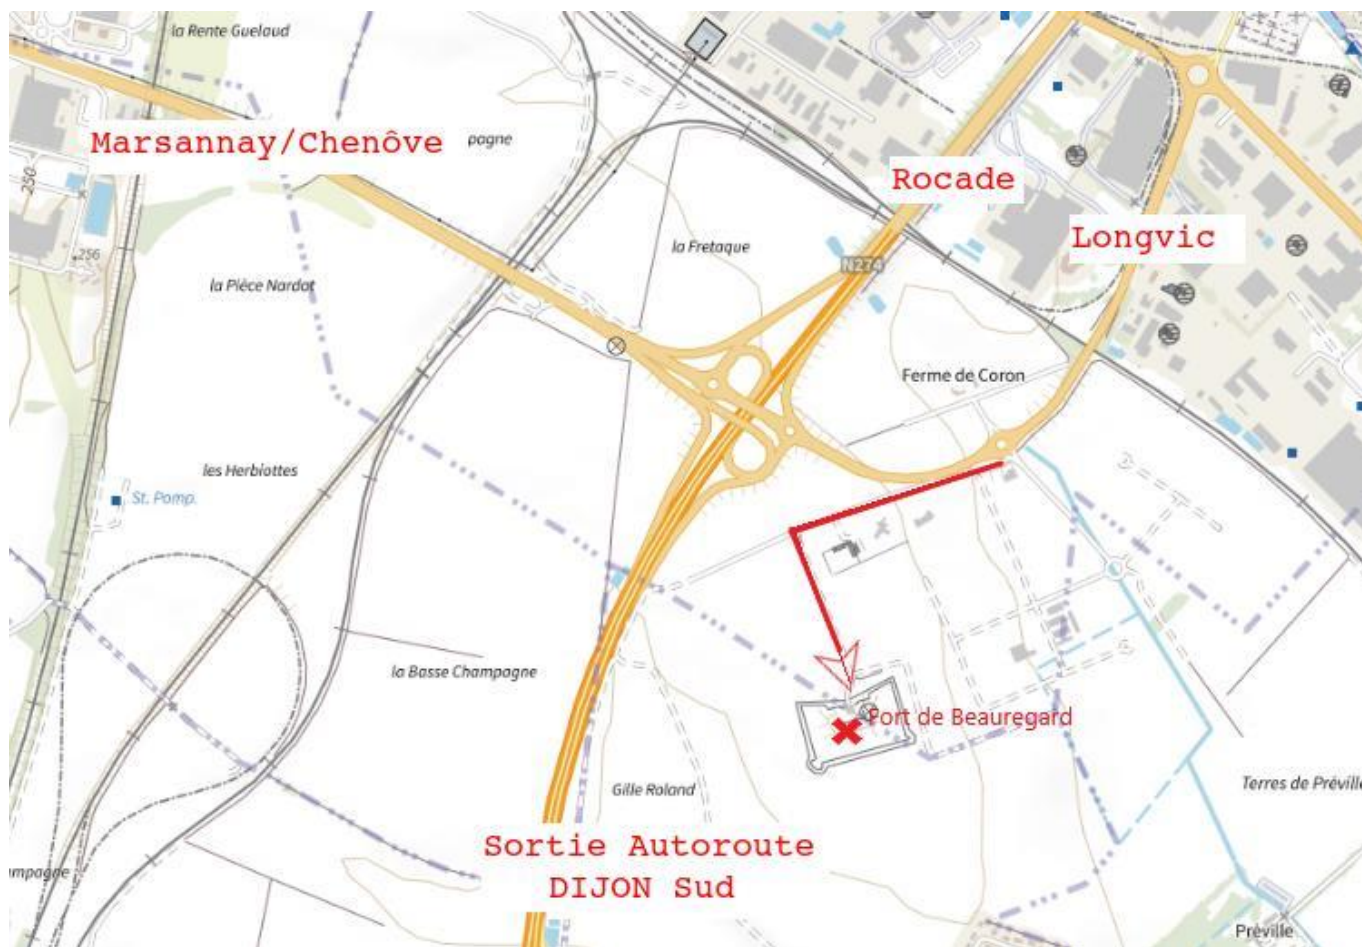 la Rente Guelaud
Marsannay/Chenôve
pagne
Rocade
250
Longvic
256
la Fretaque
N274
la Pièce Nardot
Ferme de Coron
les Herbiottes
St. Pomp.
la Basse Champagne
Fort de Beauregard
Gille Roland
Terres de Préville
Sortie Autoroute
DIJON Sud
mpagne
Préville